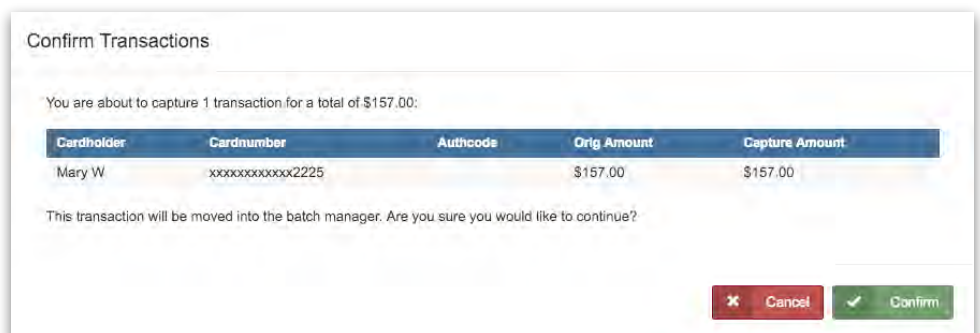 Confirm Transactions
You are about to capture 1 transaction for a total of $157.00:
Cardholder Cardnumber Authcode Orig Amount Capture Amount
Mary W xxxxxxxxxxxx2225 $157.00 $157.00
This transaction will be moved into the batch manager. Are you sure you would like to continue?
Cancel Confirm